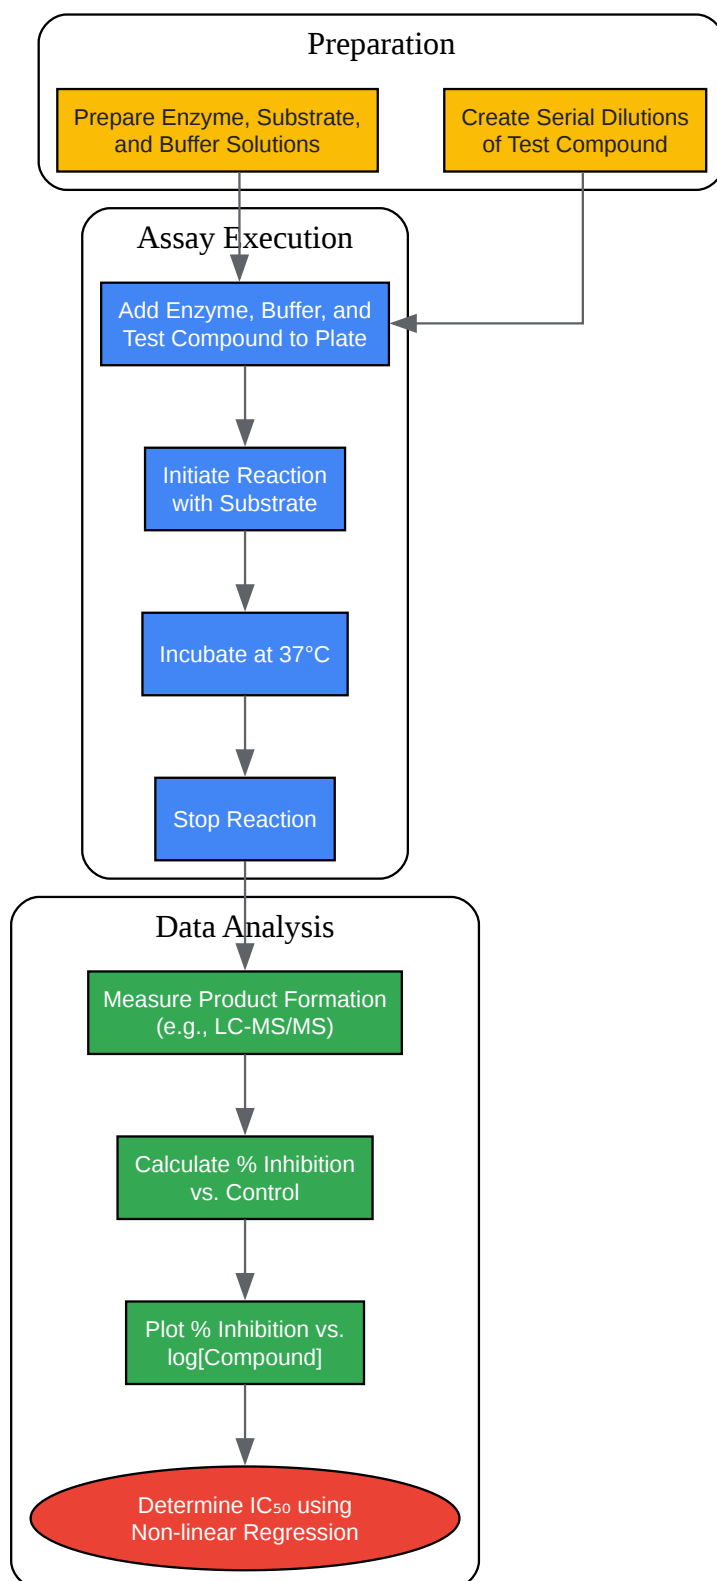 Preparation
Prepare Enzyme, Substrate,
and Buffer Solutions
Create Serial Dilutions
of Test Compound
Assay Execution
Add Enzyme, Buffer, and
Test Compound to Plate
Initiate Reaction
with Substrate
Incubate at 37°C
Stop Reaction
Data Analysis
Measure Product Formation
(e.g., LC-MS/MS)
Calculate % Inhibition
vs. Control
Plot % Inhibition vs.
log[Compound]
Determine IC₅₀ using
Non-linear Regression